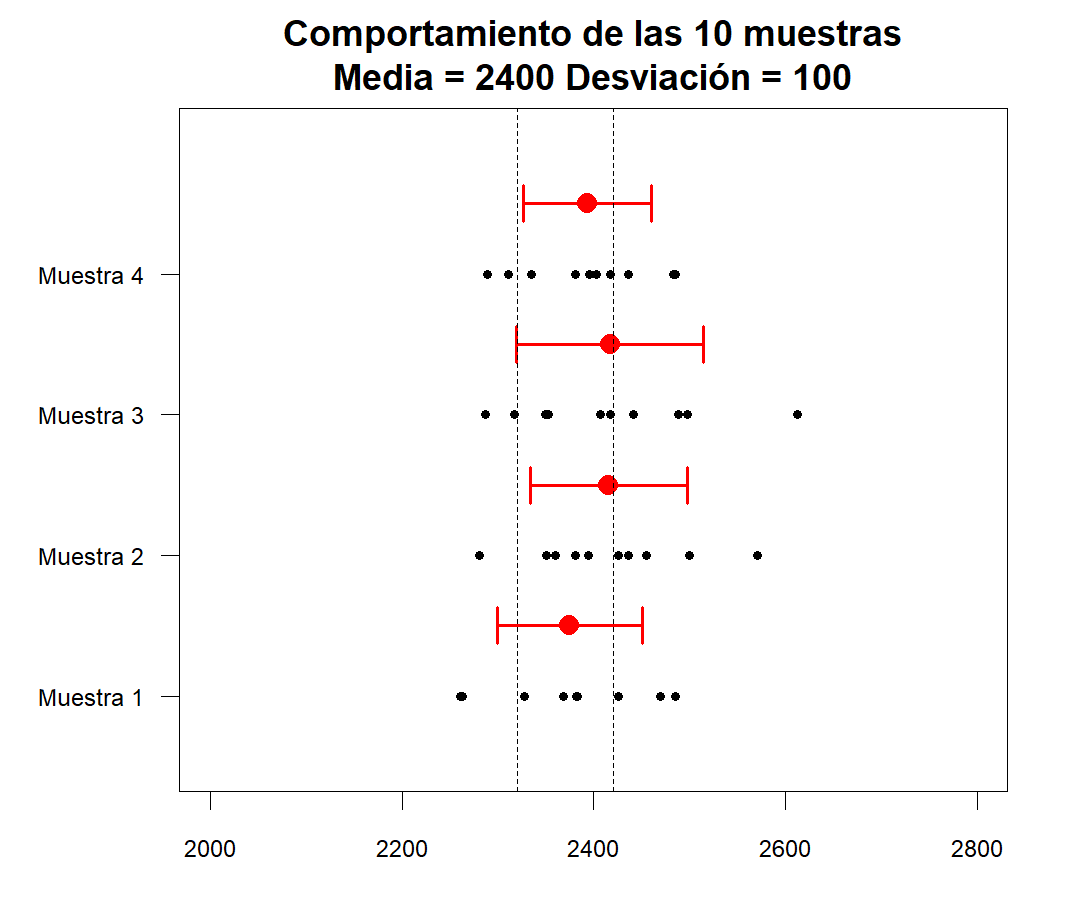 Comportamiento de las 10 muestras
Media = 2400 Desviación = 100
Muestra 4
Muestra 3
Muestra 2
Muestra 1
2000 2200 2400 2600 2800